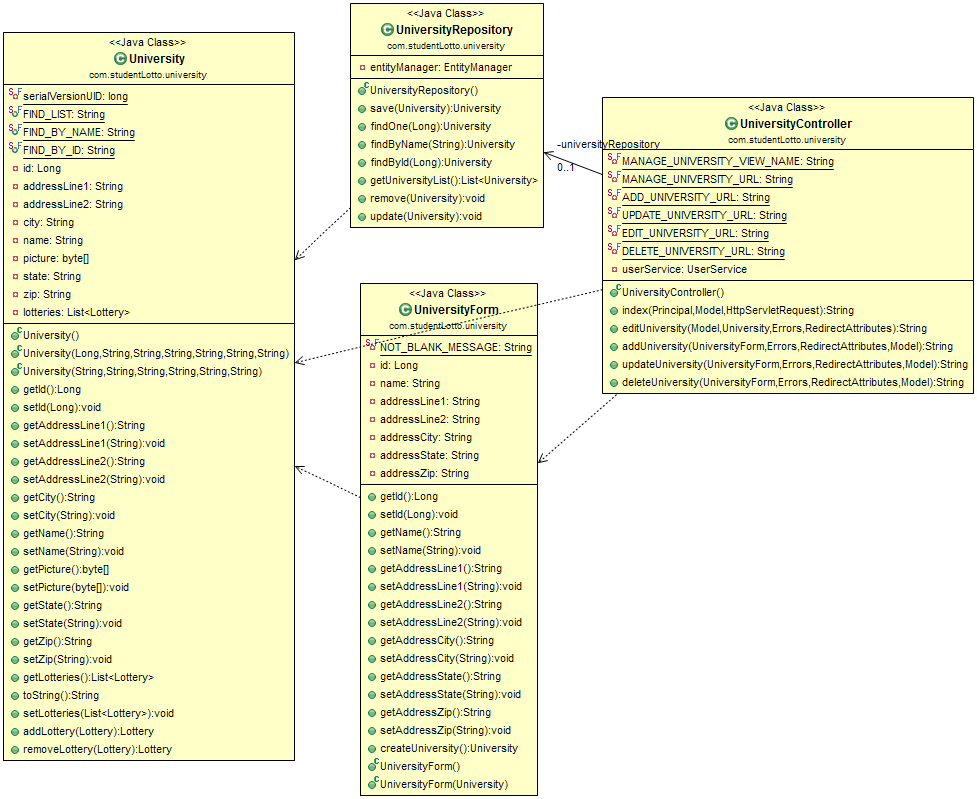 <<Java Class>>
University
com.studentLotto.university
serialVersionUID: long
FIND_LIST: String
FIND_BY_NAME: String
FIND_BY_ID: String
id: Long
addressLine1: String
addressLine2: String
city: String
name: String
picture: byte[]
state: String
zip: String
lotteries: List<Lottery>
University()
University(Long,String,String,String,String,String,String)
University(String,String,String,String,String,String)
getId():Long
setId(Long):void
getAddressLine1():String
setAddressLine1(String):void
getAddressLine2():String
setAddressLine2(String):void
getCity():String
setCity(String):void
getName():String
setName(String):void
getPicture():byte[]
setPicture(byte[]):void
getState():String
setState(String):void
getZip():String
setZip(String):void
getLotteries():List<Lottery>
toString():String
setLotteries(List<Lottery>):void
addLottery(Lottery):Lottery
removeLottery(Lottery):Lottery
<<Java Class>>
UniversityRepository
com.studentLotto.university
entityManager: EntityManager
UniversityRepository()
save(University):University
findOne(Long):University
findByName(String):University
findById(Long):University
getUniversityList():List<University>
remove(University):void
update(University):void
-universityRepository
0..1
<<Java Class>>
UniversityForm
com.studentLotto.university
NOT_BLANK_MESSAGE: String
id: Long
name: String
addressLine1: String
addressLine2: String
addressCity: String
addressState: String
addressZip: String
getId():Long
setId(Long):void
getName():String
setName(String):void
getAddressLine1():String
setAddressLine1(String):void
getAddressLine2():String
setAddressLine2(String):void
getAddressCity():String
setAddressCity(String):void
getAddressState():String
setAddressState(String):void
getAddressZip():String
setAddressZip(String):void
createUniversity():University
UniversityForm()
UniversityForm(University)
<<Java Class>>
UniversityController
com.studentLotto.university
MANAGE_UNIVERSITY_VIEW_NAME: String
MANAGE_UNIVERSITY_URL: String
ADD_UNIVERSITY_URL: String
UPDATE_UNIVERSITY_URL: String
EDIT_UNIVERSITY_URL: String
DELETE_UNIVERSITY_URL: String
userService: UserService
UniversityController()
index(Principal,Model,HttpServletRequest):String
editUniversity(Model,University,Errors,RedirectAttributes):String
addUniversity(UniversityForm,Errors,RedirectAttributes,Model):String
updateUniversity(UniversityForm,Errors,RedirectAttributes,Model):String
deleteUniversity(UniversityForm,Errors,RedirectAttributes,Model):String